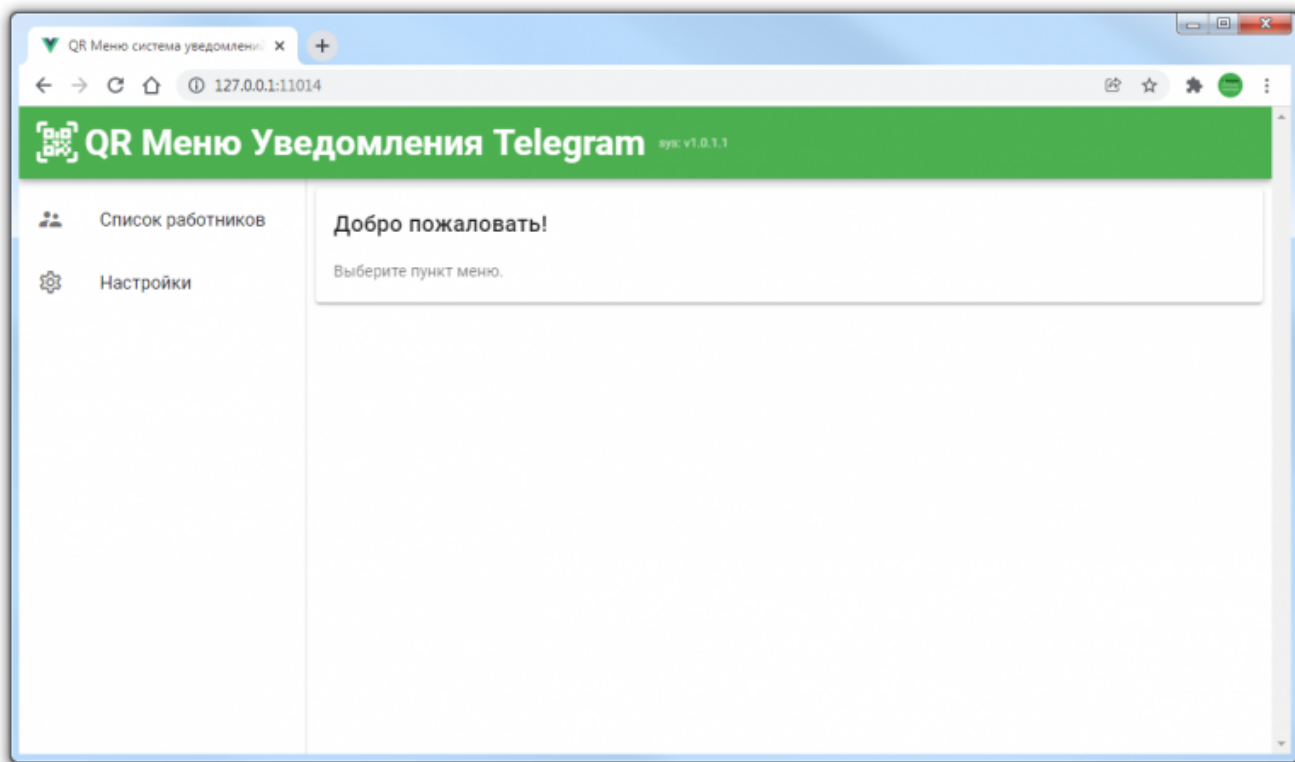 QR Меню система уведомлени
127.0.0.1:11014
QR Меню Уведомления Telegram sys: v1.0.1.1
Список работников
Настройки
Добро пожаловать!
Выберите пункт меню.